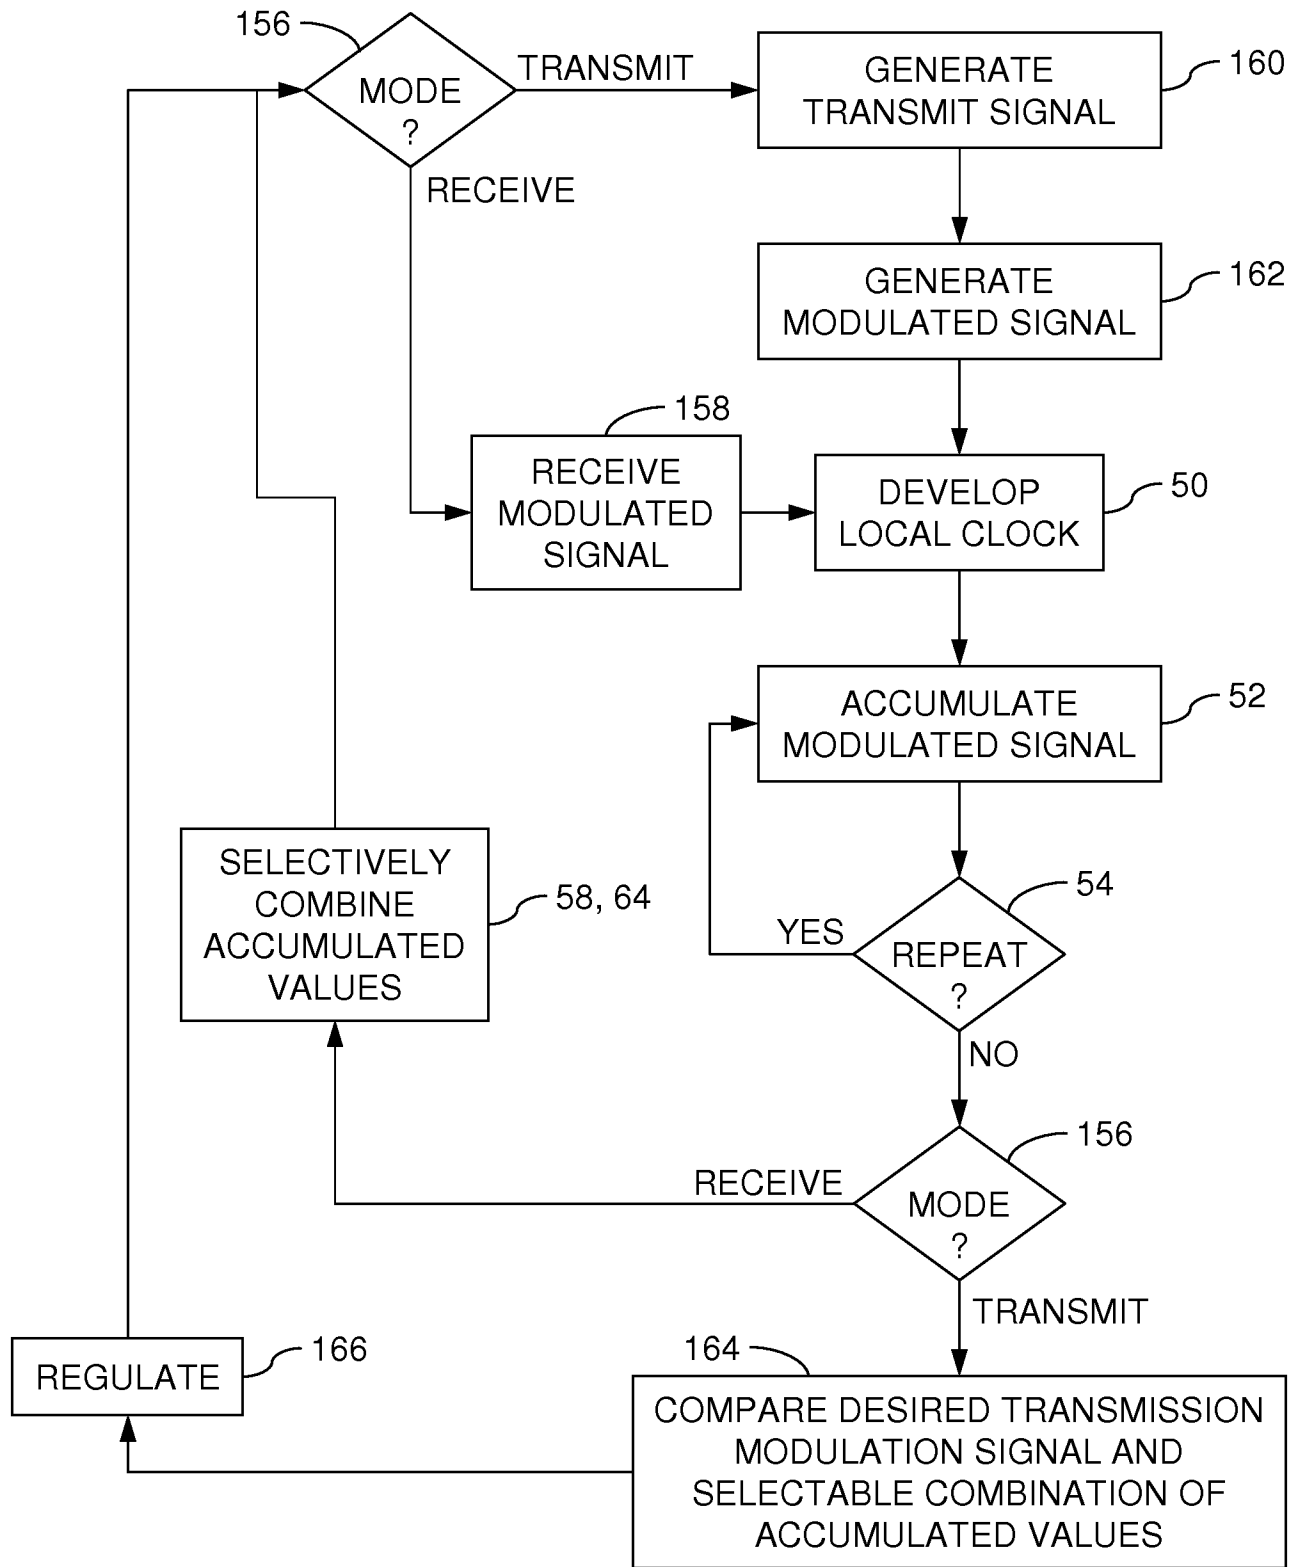 156
MODE
?
TRANSMIT
RECEIVE
GENERATE
TRANSMIT SIGNAL
160
GENERATE
MODULATED SIGNAL
162
158
RECEIVE
MODULATED
SIGNAL
DEVELOP
LOCAL CLOCK
50
ACCUMULATE
MODULATED SIGNAL
52
SELECTIVELY
COMBINE
ACCUMULATED
VALUES
58, 64
YES
REPEAT
?
54
NO
RECEIVE
MODE
?
156
TRANSMIT
REGULATE
166
164
COMPARE DESIRED TRANSMISSION
MODULATION SIGNAL AND
SELECTABLE COMBINATION OF
ACCUMULATED VALUES